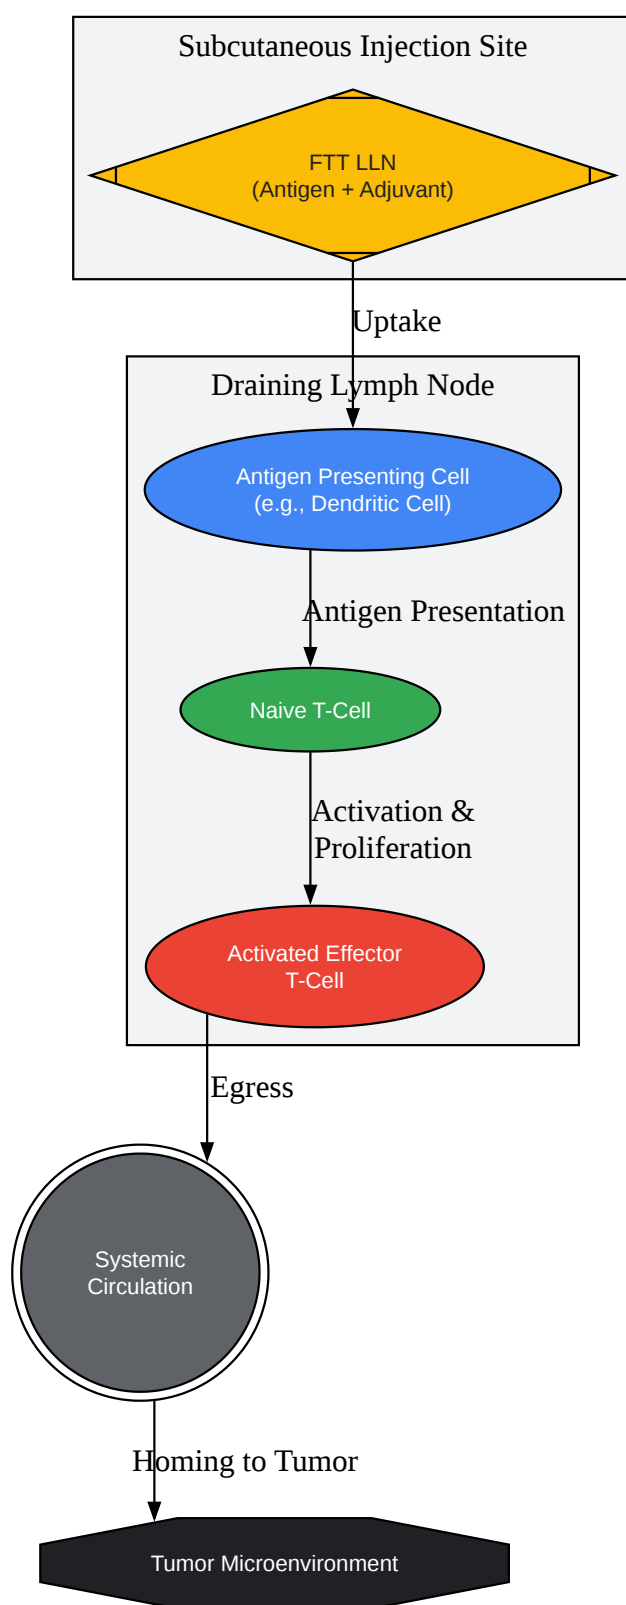 Subcutaneous Injection Site
FTT LLN
(Antigen + Adjuvant)
Uptake
Draining Lymph Node
Antigen Presenting Cell
(e.g., Dendritic Cell)
Antigen Presentation
Naive T-Cell
Activation &
Proliferation
Activated Effector
T-Cell
Egress
Systemic
Circulation
Homing to Tumor
Tumor Microenvironment